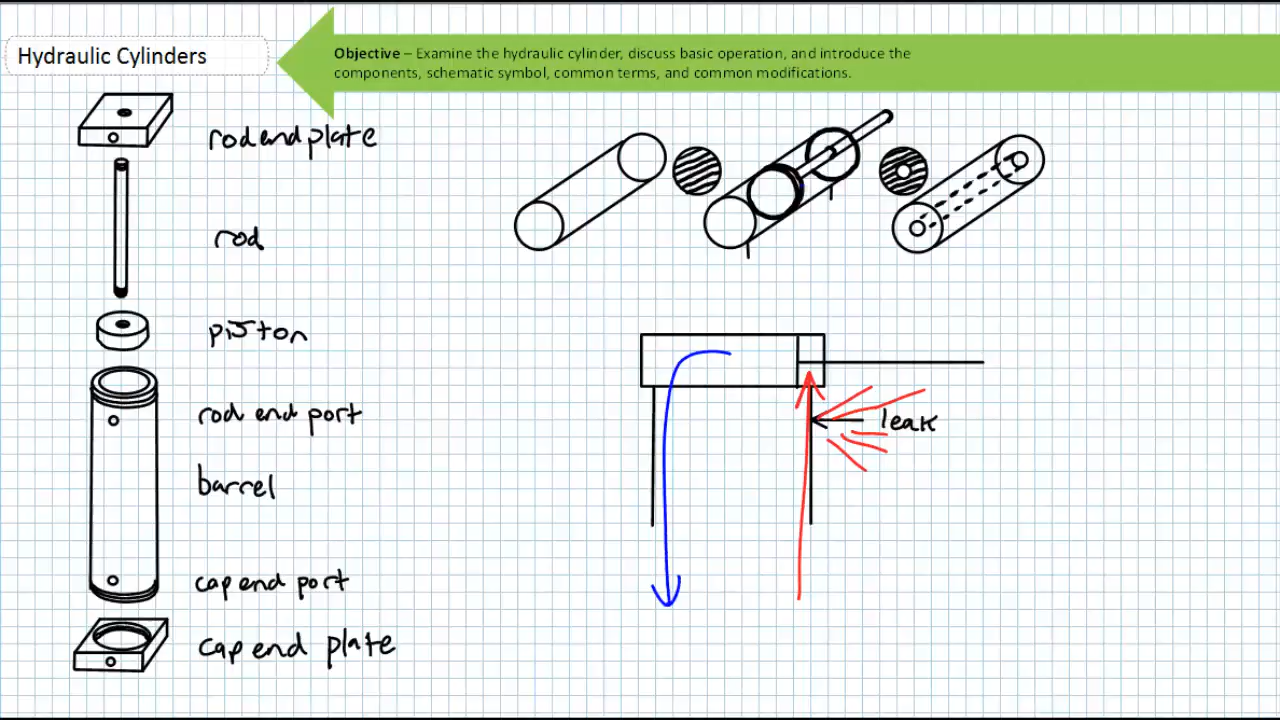 Hydraulic Cylinders
Objective – Examine the hydraulic cylinder, discuss basic operation, and introduce the
components, schematic symbol, common terms, and common modifications.
rod end plate
rod
piston
rod end port
barrel
cap end port
cap end plate
leak